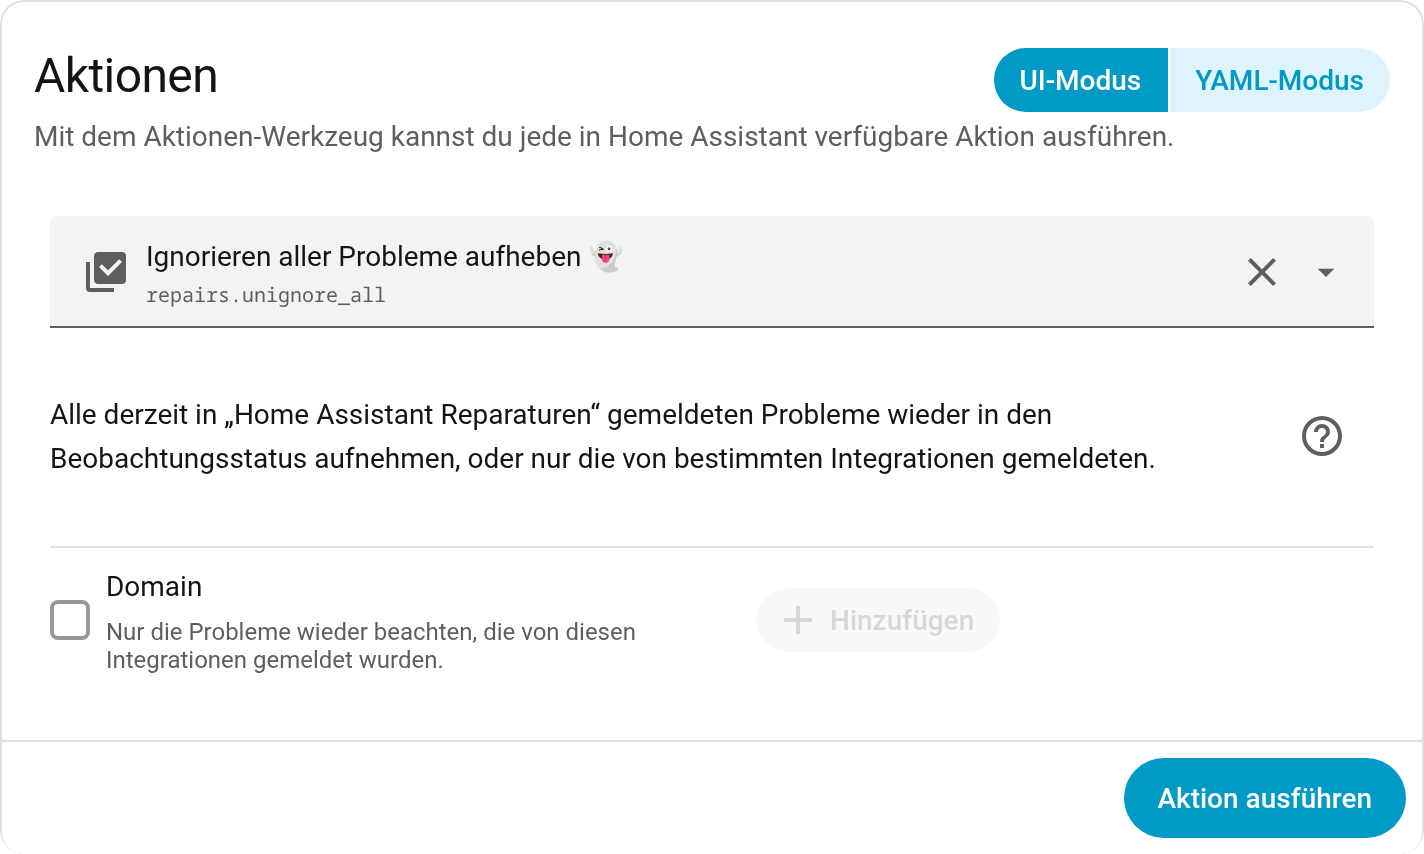 Aktionen
UI-Modus
YAML-Modus
Mit dem Aktionen-Werkzeug kannst du jede in Home Assistant verfügbare Aktion ausführen.
Ignorieren aller Probleme aufheben 👻
repairs.unignore_all
Alle derzeit in „Home Assistant Reparaturen“ gemeldeten Probleme wieder in den
Beobachtungsstatus aufnehmen, oder nur die von bestimmten Integrationen gemeldeten.
Domain
Nur die Probleme wieder beachten, die von diesen
Integrationen gemeldet wurden.
Hinzufügen
Aktion ausführen